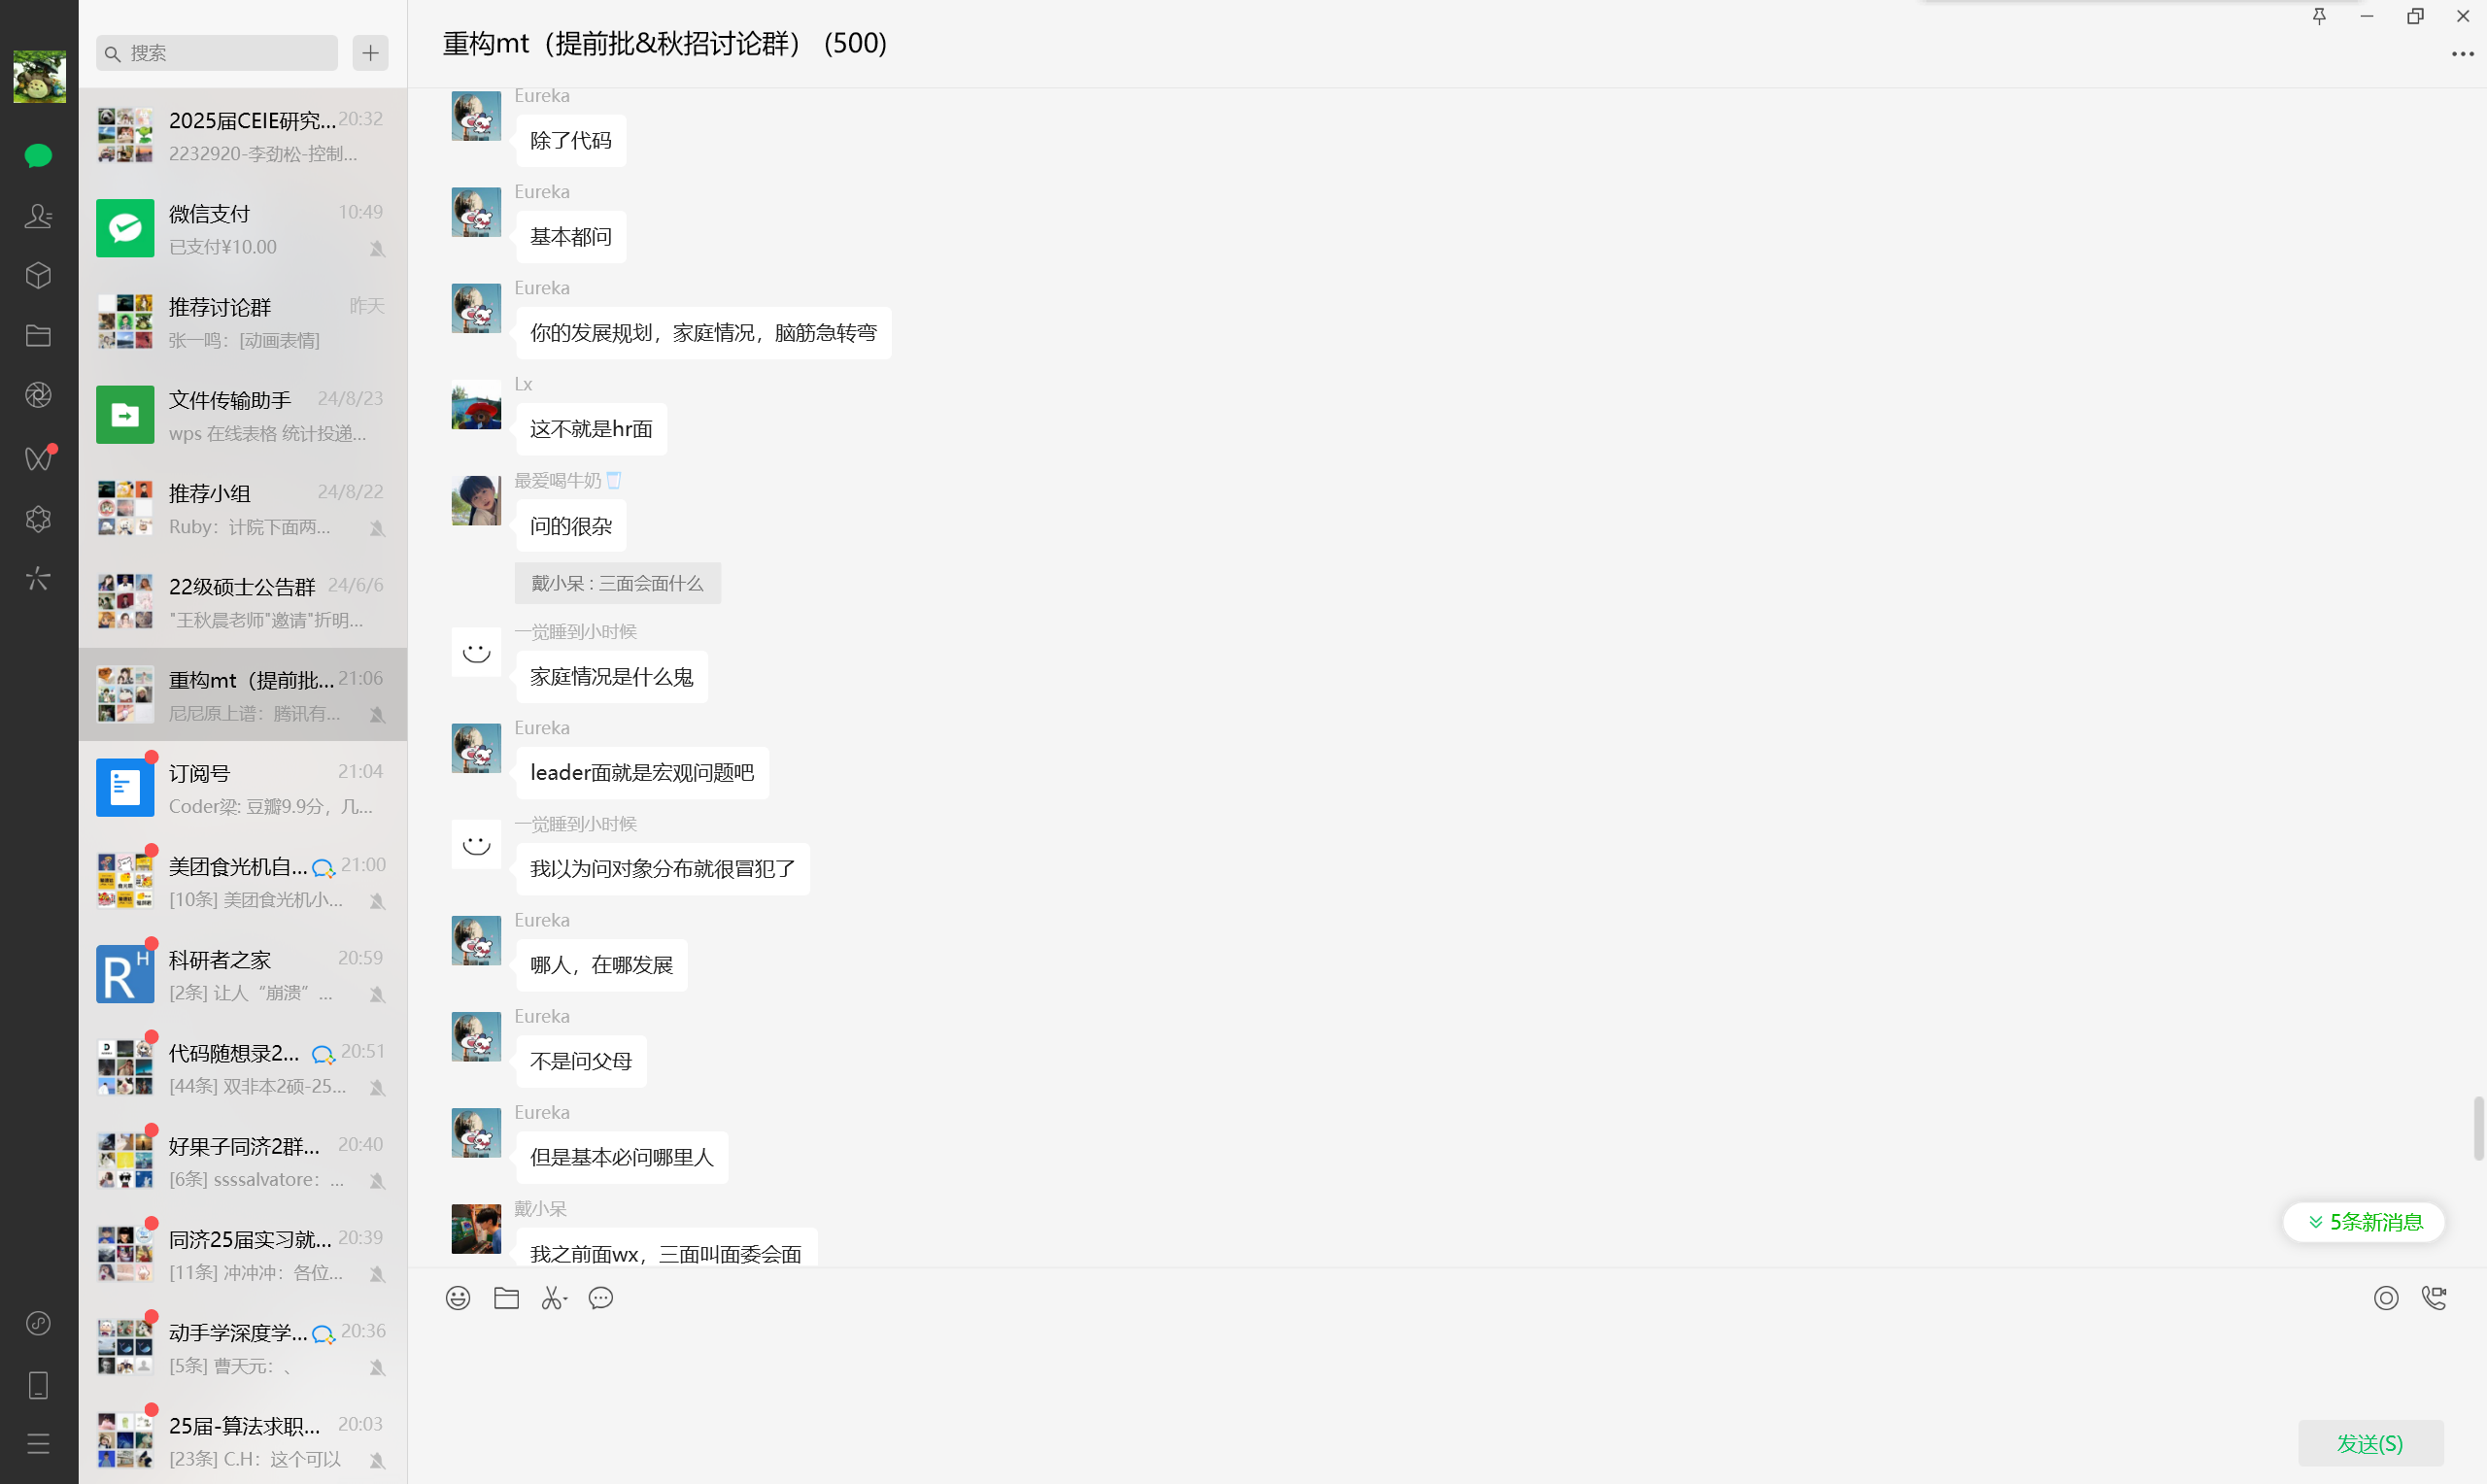 搜索
2025届CEIE研究...
20:32
2232920-李劲松-控制...
微信支付
10:49
已支付¥10.00
推荐讨论群
昨天
张一鸣：[动画表情]
文件传输助手
24/8/23
wps 在线表格 统计投递...
推荐小组
24/8/22
Ruby：计院下面两...
22级硕士公告群
24/6/6
"王秋晨老师"邀请"折明...
重构mt（提前批...
21:06
尼尼原上谱：腾讯有...
订阅号
21:04
Coder梁: 豆瓣9.9分，几...
美团食光机自...
21:00
[10条] 美团食光机小...
科研者之家
20:59
[2条] 让人“崩溃”...
代码随想录2...
20:51
[44条] 双非本2硕-25...
好果子同济2群...
20:40
[6条] ssssalvatore：...
同济25届实习就...
20:39
[11条] 冲冲冲：各位...
动手学深度学...
20:36
[5条] 曹天元：、
25届-算法求职...
20:03
[23条] C.H：这个可以
重构mt（提前批&秋招讨论群） (500)
Eureka
除了代码
Eureka
基本都问
Eureka
你的发展规划，家庭情况，脑筋急转弯
Lx
这不就是hr面
最爱喝牛奶
问的很杂
戴小呆 : 三面会面什么
一觉睡到小时候
家庭情况是什么鬼
Eureka
leader面就是宏观问题吧
一觉睡到小时候
我以为问对象分布就很冒犯了
Eureka
哪人，在哪发展
Eureka
不是问父母
Eureka
但是基本必问哪里人
戴小呆
我之前面wx，三面叫面委会面
5条新消息
发送(S)